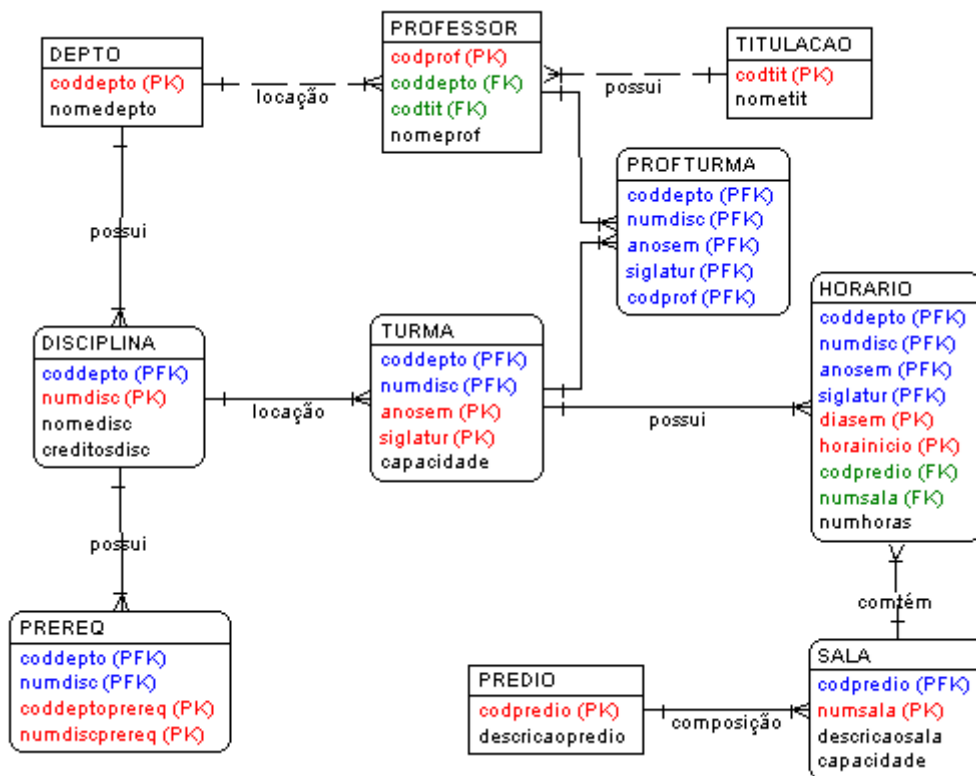 DEPTO
coddepto (PK)
nomedepto
locação
PROFESSOR
codprof (PK)
coddepto (FK)
codtit (FK)
nomeprof
possui
TITULACAO
codtit (PK)
nometit
PROFTURMA
coddepto (PFK)
numdisc (PFK)
anosem (PFK)
siglatur (PFK)
codprof (PFK)
possui
DISCIPLINA
coddepto (PFK)
numdisc (PK)
nomedisc
creditosdisc
locação
TURMA
coddepto (PFK)
numdisc (PFK)
anosem (PK)
siglatur (PK)
capacidade
possui
HORARIO
coddepto (PFK)
numdisc (PFK)
anosem (PFK)
siglatur (PFK)
diasem (PK)
horainicio (PK)
codpredio (FK)
numsala (FK)
numhoras
possui
comtém
PREREQ
coddepto (PFK)
numdisc (PFK)
coddeptoprereq (PK)
numdiscprereq (PK)
PREDIO
codpredio (PK)
descricaopredio
composição
SALA
codpredio (PFK)
numsala (PK)
descricaosala
capacidade